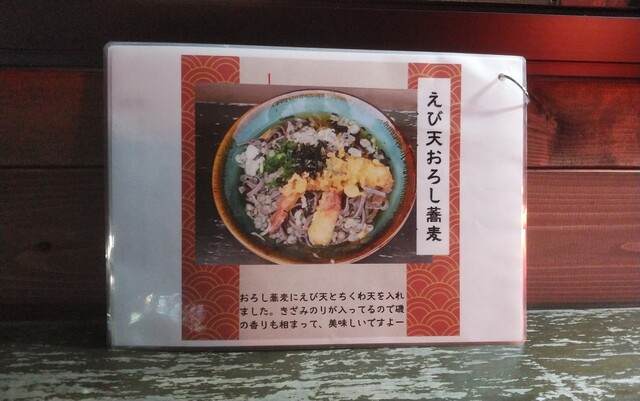 えび天おろし蕎麦
おろし蕎麦にえび天とちくわ天を入れ
ました。きざみのりが入ってるので磯
の香りも相まって、美味しいですよー